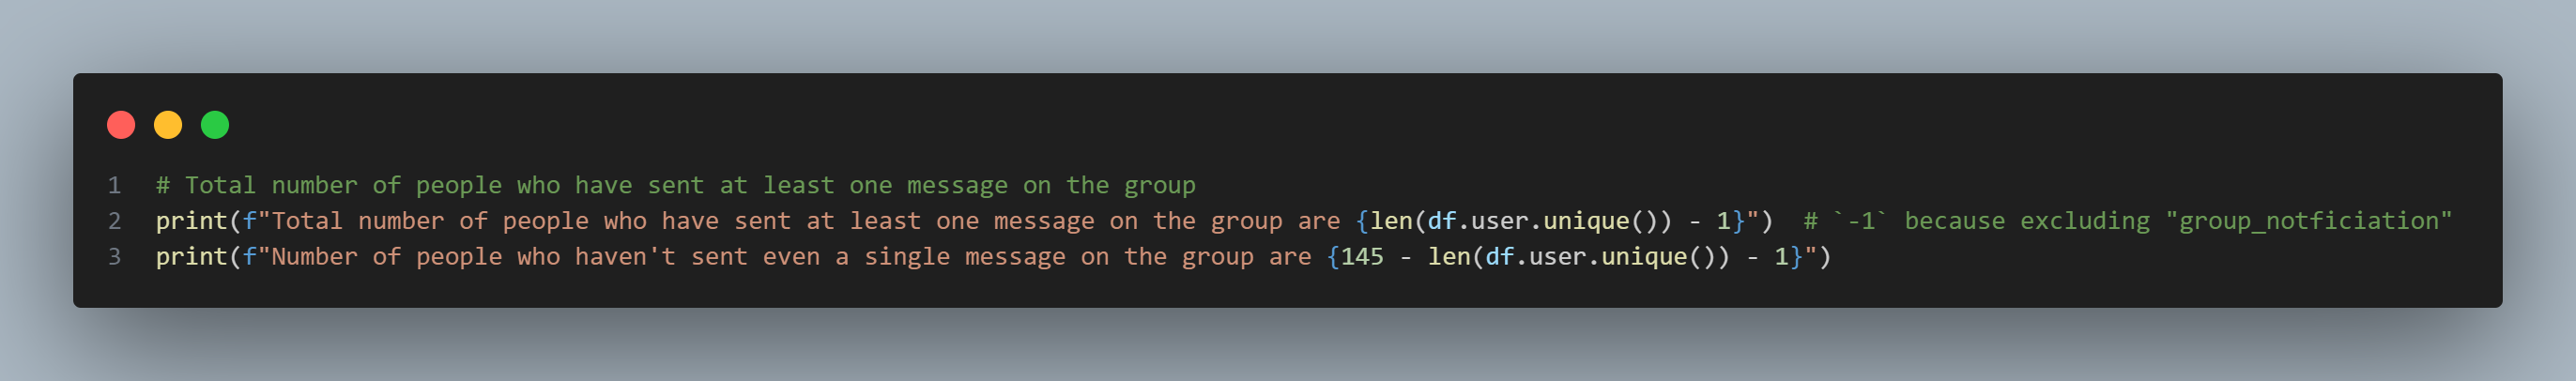 1 # Total number of people who have sent at least one message on the group
2 print(f"Total number of people who have sent at least one message on the group are {len(df.user.unique()) - 1}")  # `-1` because excluding "group_notficiation"
3 print(f"Number of people who haven't sent even a single message on the group are {145 - len(df.user.unique()) - 1}")